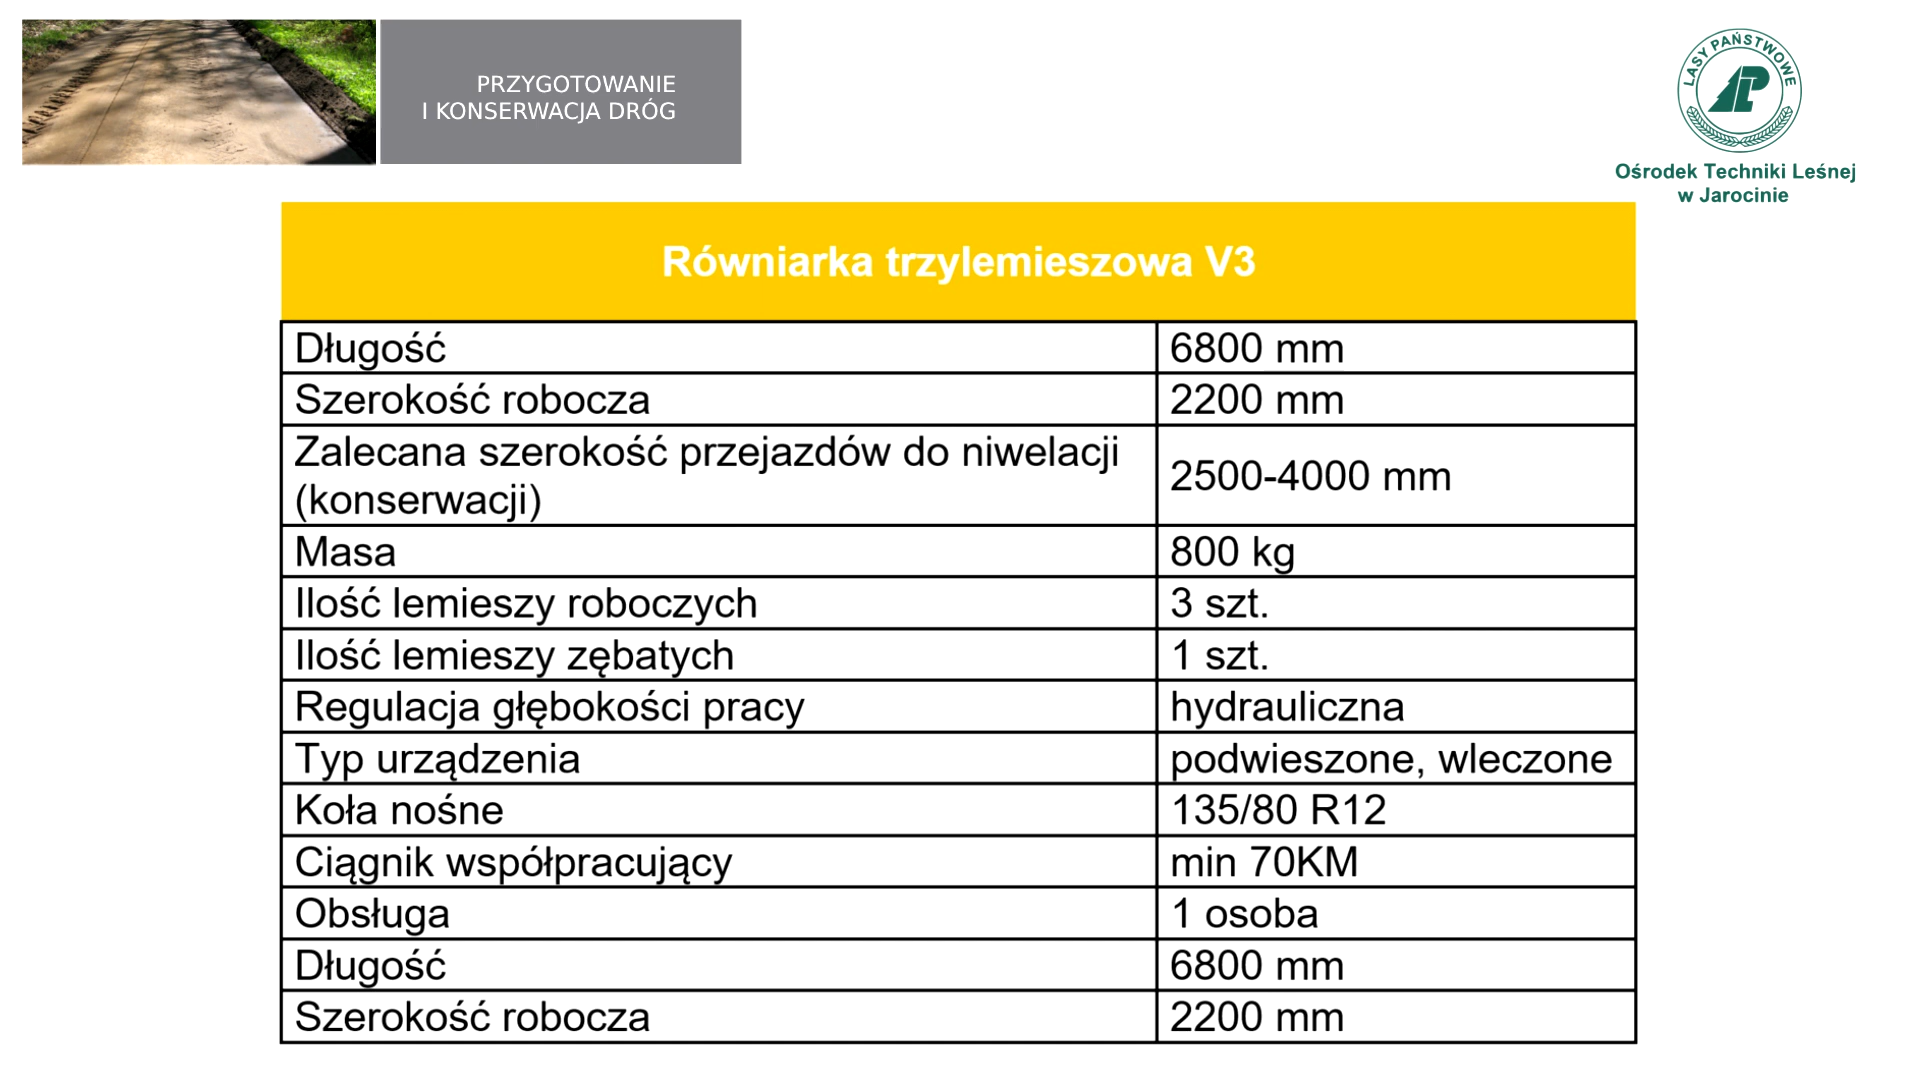 PRZYGOTOWANIE
I KONSERWACJA DRÓG
LASY PAŃSTWOWE
Ośrodek Techniki Leśnej
w Jarocinie
Równiarka trzylemieszowa V3
Długość 6800 mm
Szerokość robocza 2200 mm
Zalecana szerokość przejazdów do niwelacji
(konserwacji) 2500-4000 mm
Masa 800 kg
Ilość lemieszy roboczych 3 szt.
Ilość lemieszy zębatych 1 szt.
Regulacja głębokości pracy hydrauliczna
Typ urządzenia podwieszone, wleczone
Koła nośne 135/80 R12
Ciągnik współpracujący min 70KM
Obsługa 1 osoba
Długość 6800 mm
Szerokość robocza 2200 mm